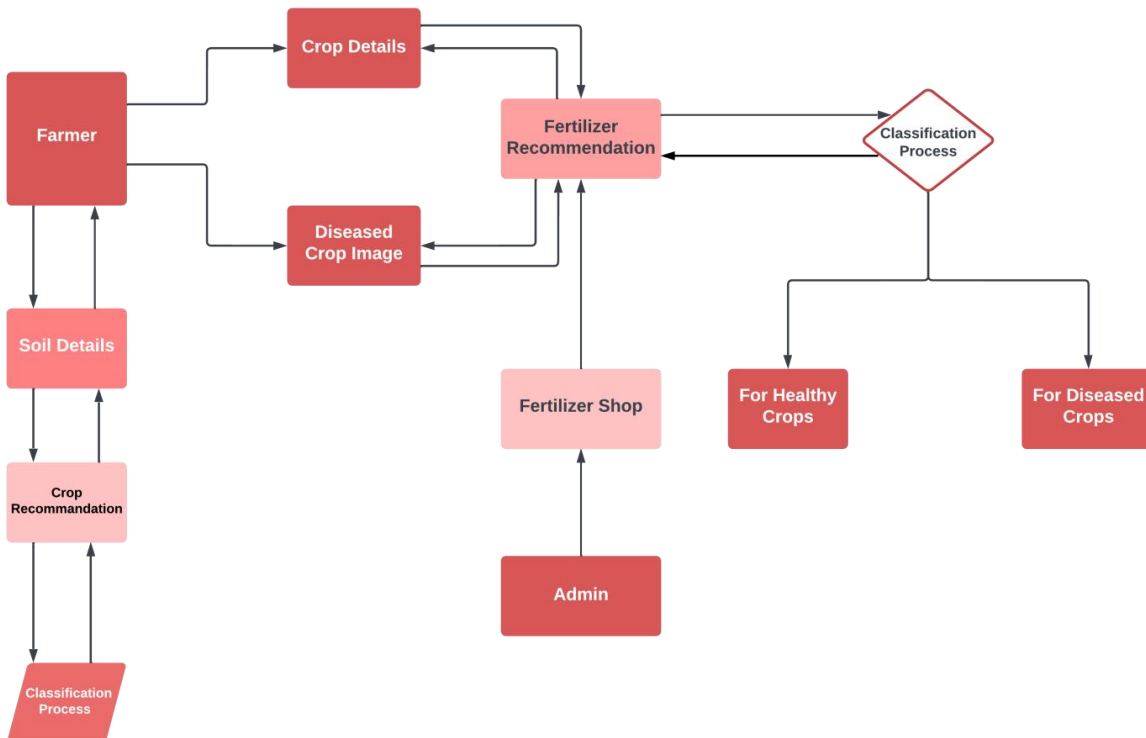 Crop Details
Farmer
Fertilizer
Recommendation
Classification
Process
Diseased
Crop Image
Soil Details
Fertilizer Shop
For Healthy
Crops
For Diseased
Crops
Crop
Recommandation
Admin
Classification
Process